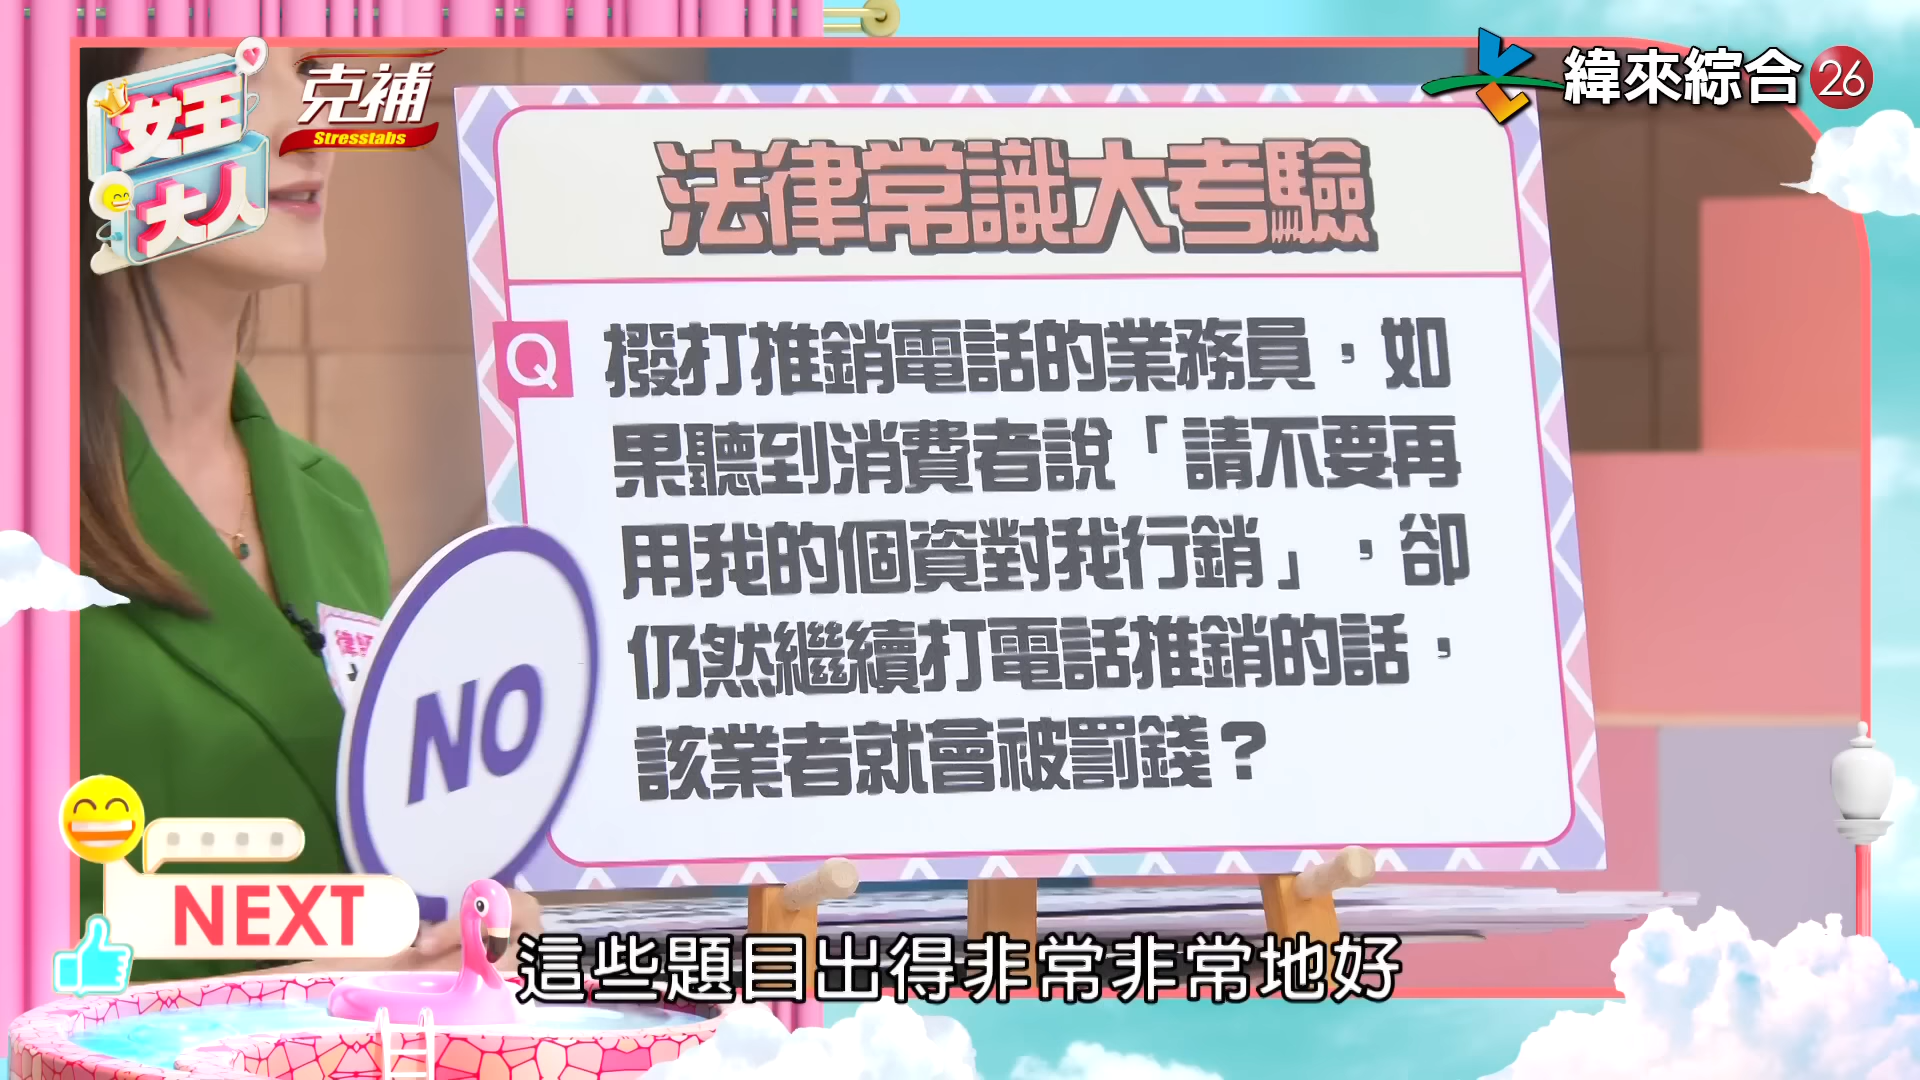 女王
大人
克補
Stresstabs
緯來綜合 26
法律常識大考驗
Q
撥打推銷電話的業務員，如
果聽到消費者說「請不要再
用我的個資對我行銷」，卻
仍然繼續打電話推銷的話，
該業者就會被罰錢？
NO
NEXT
這些題目出得非常非常地好